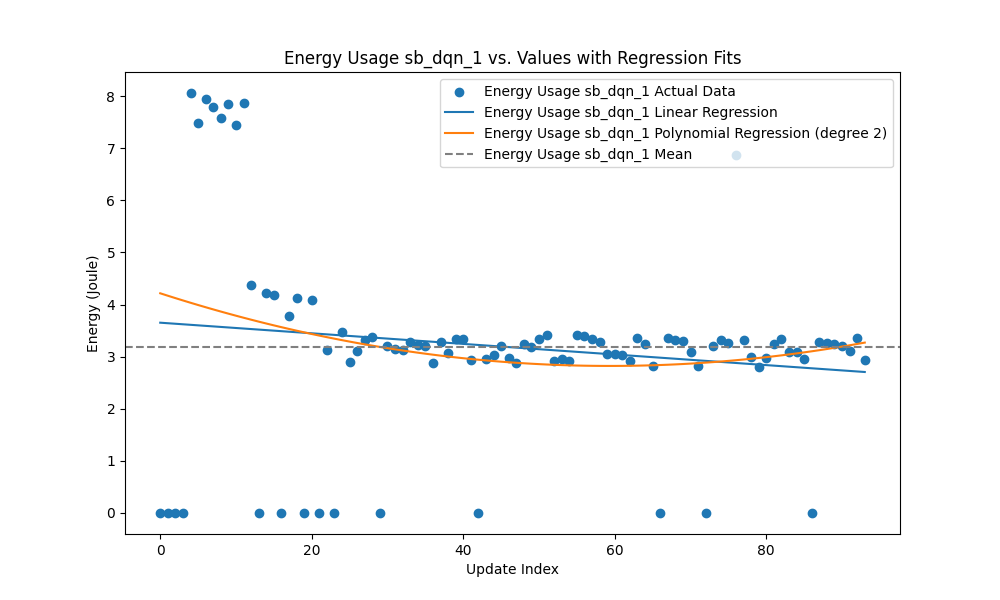 Energy Usage sb_dqn_1 vs. Values with Regression Fits
Energy Usage sb_dqn_1 Actual Data
Energy Usage sb_dqn_1 Linear Regression
Energy Usage sb_dqn_1 Polynomial Regression (degree 2)
Energy Usage sb_dqn_1 Mean
Energy (Joule)
8
7
6
5
4
3
2
1
0
0 20 40 60 80
Update Index